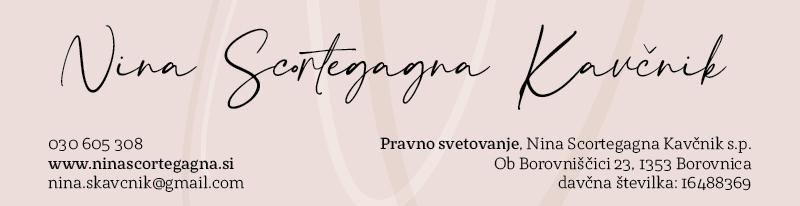 Nina Scortegagna Kavčnik
030 605 308
www.ninascortegagna.si
nina.skavcnik@gmail.com
Pravno svetovanje, Nina Scortegagna Kavčnik s.p.
Ob Borovniščici 23, 1353 Borovnica
davčna številka: 16488369